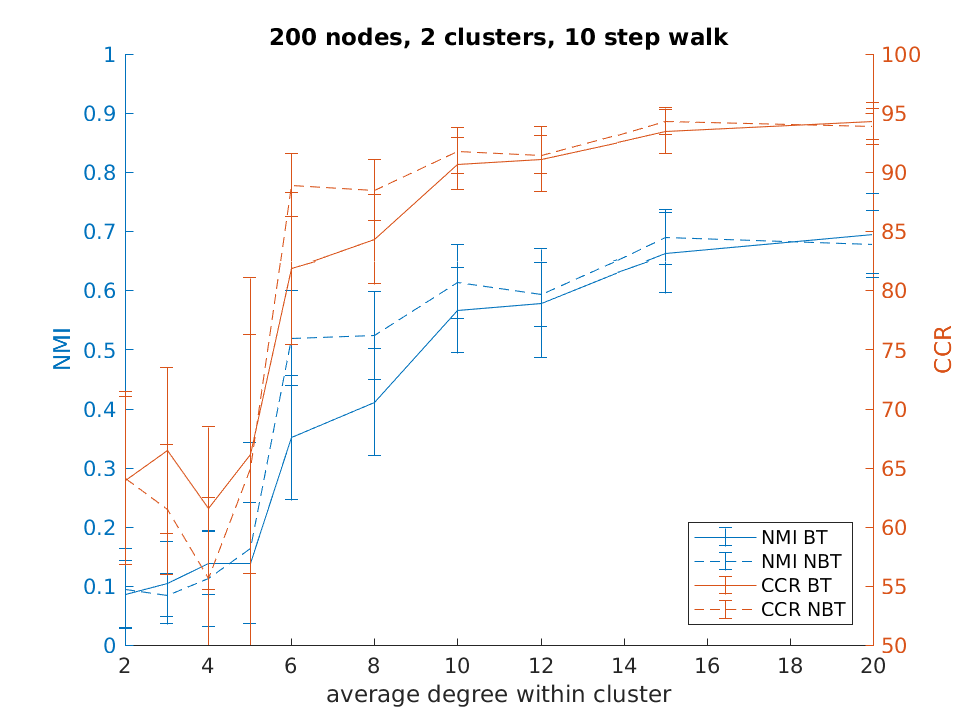 200 nodes, 2 clusters, 10 step walk
1
0.9
0.8
0.7
0.6
0.5
0.4
0.3
0.2
0.1
0
NMI
100
95
90
85
80
75
70
65
60
55
50
CCR
NMI BT
NMI NBT
CCR BT
CCR NBT
2 4 6 8 10 12 14 16 18 20
average degree within cluster